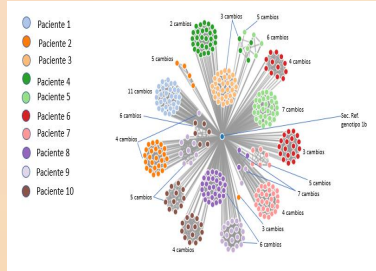 Paciente 1
Paciente 2
Paciente 3
Paciente 4
Paciente 5
Paciente 6
Paciente 7
Paciente 8
Paciente 9
Paciente 10
2 cambios
3 cambios
5 cambios
6 cambios
5 cambios
4 cambios
11 cambios
7 cambios
6 cambios
Sec. Ref.
genotipo 1b
4 cambios
3 cambios
5 cambios
7 cambios
5 cambios
4 cambios
3 cambios
4 cambios
6 cambios